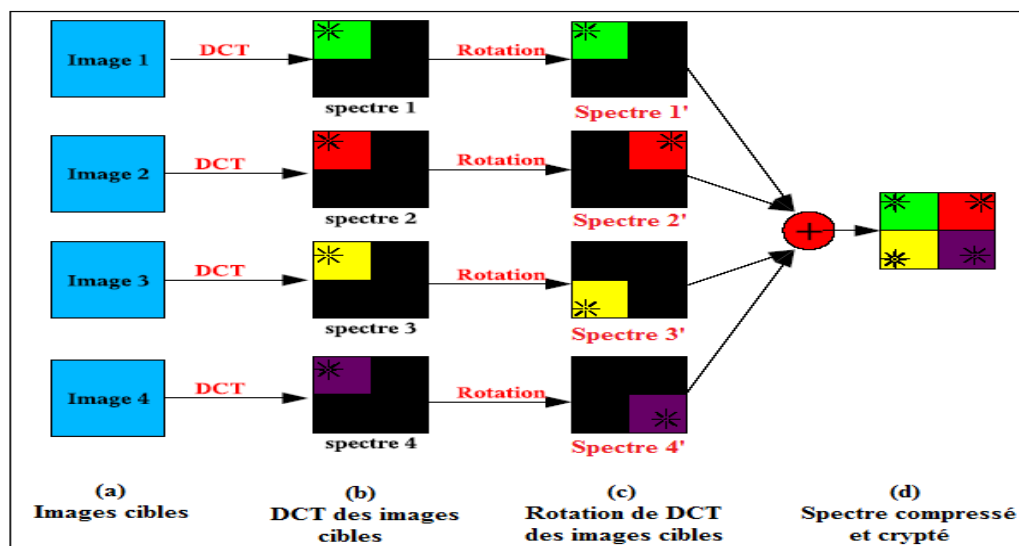 Image 1
DCT
spectre 1
Rotation
Spectre 1'
Image 2
DCT
spectre 2
Rotation
Spectre 2'
+
Image 3
DCT
spectre 3
Rotation
Spectre 3'
Image 4
DCT
spectre 4
Rotation
Spectre 4'
(a)
Images cibles
(b)
DCT des images
cibles
(c)
Rotation de DCT
des images cibles
(d)
Spectre compressé
et crypté